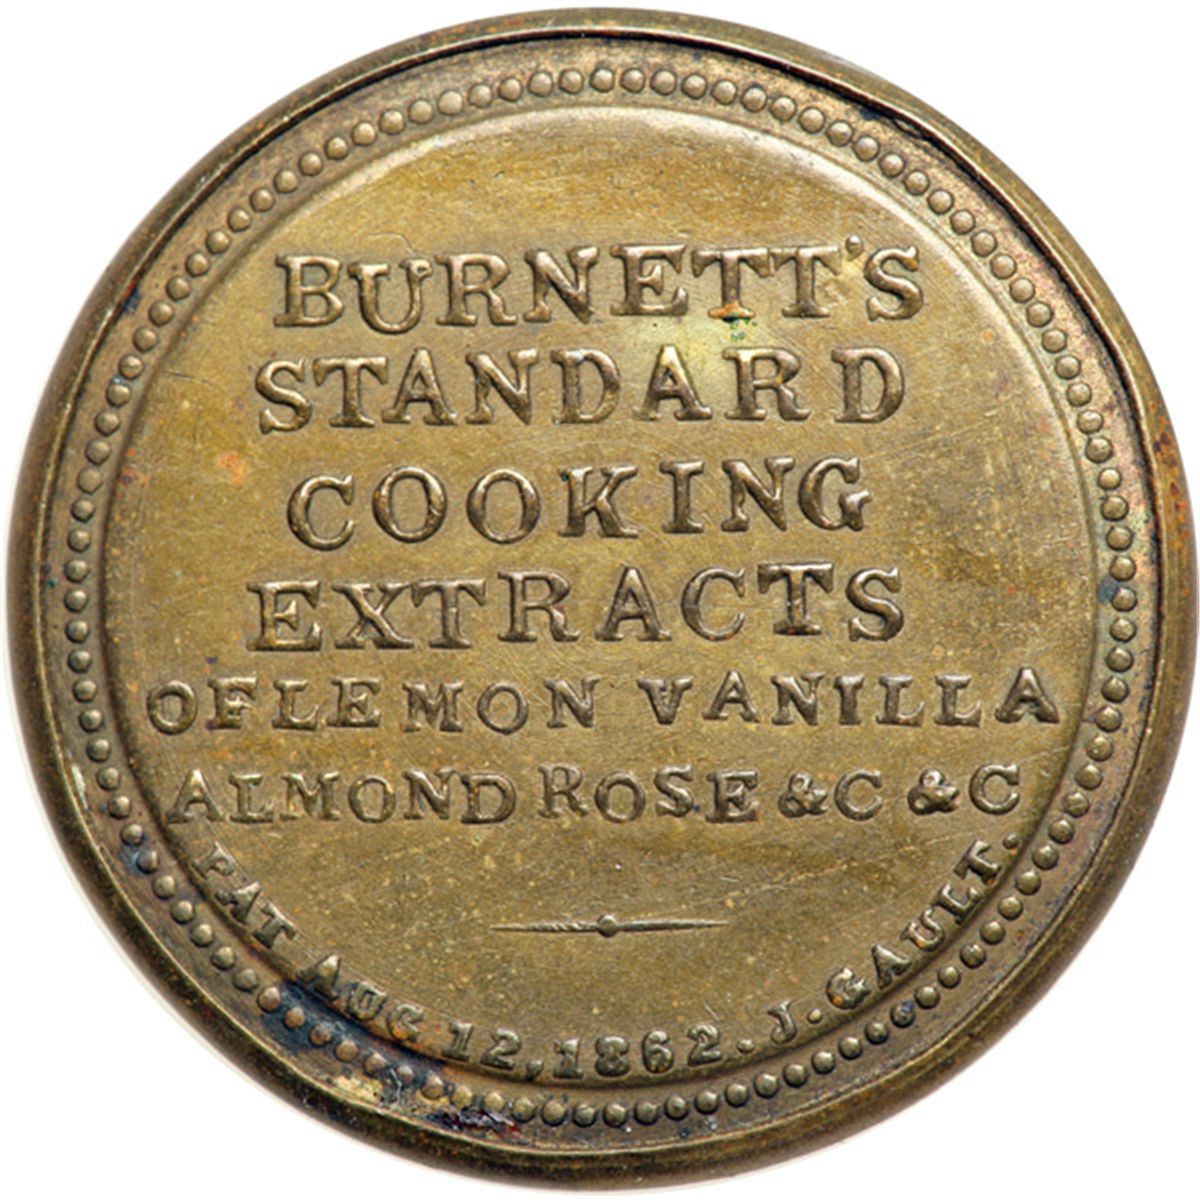 BURNETT'S
STANDARD
COOKING
EXTRACTS
OF LEMON VANILLA
ALMOND ROSE &C &C
PAT AUG 12, 1862. J. GAULT.